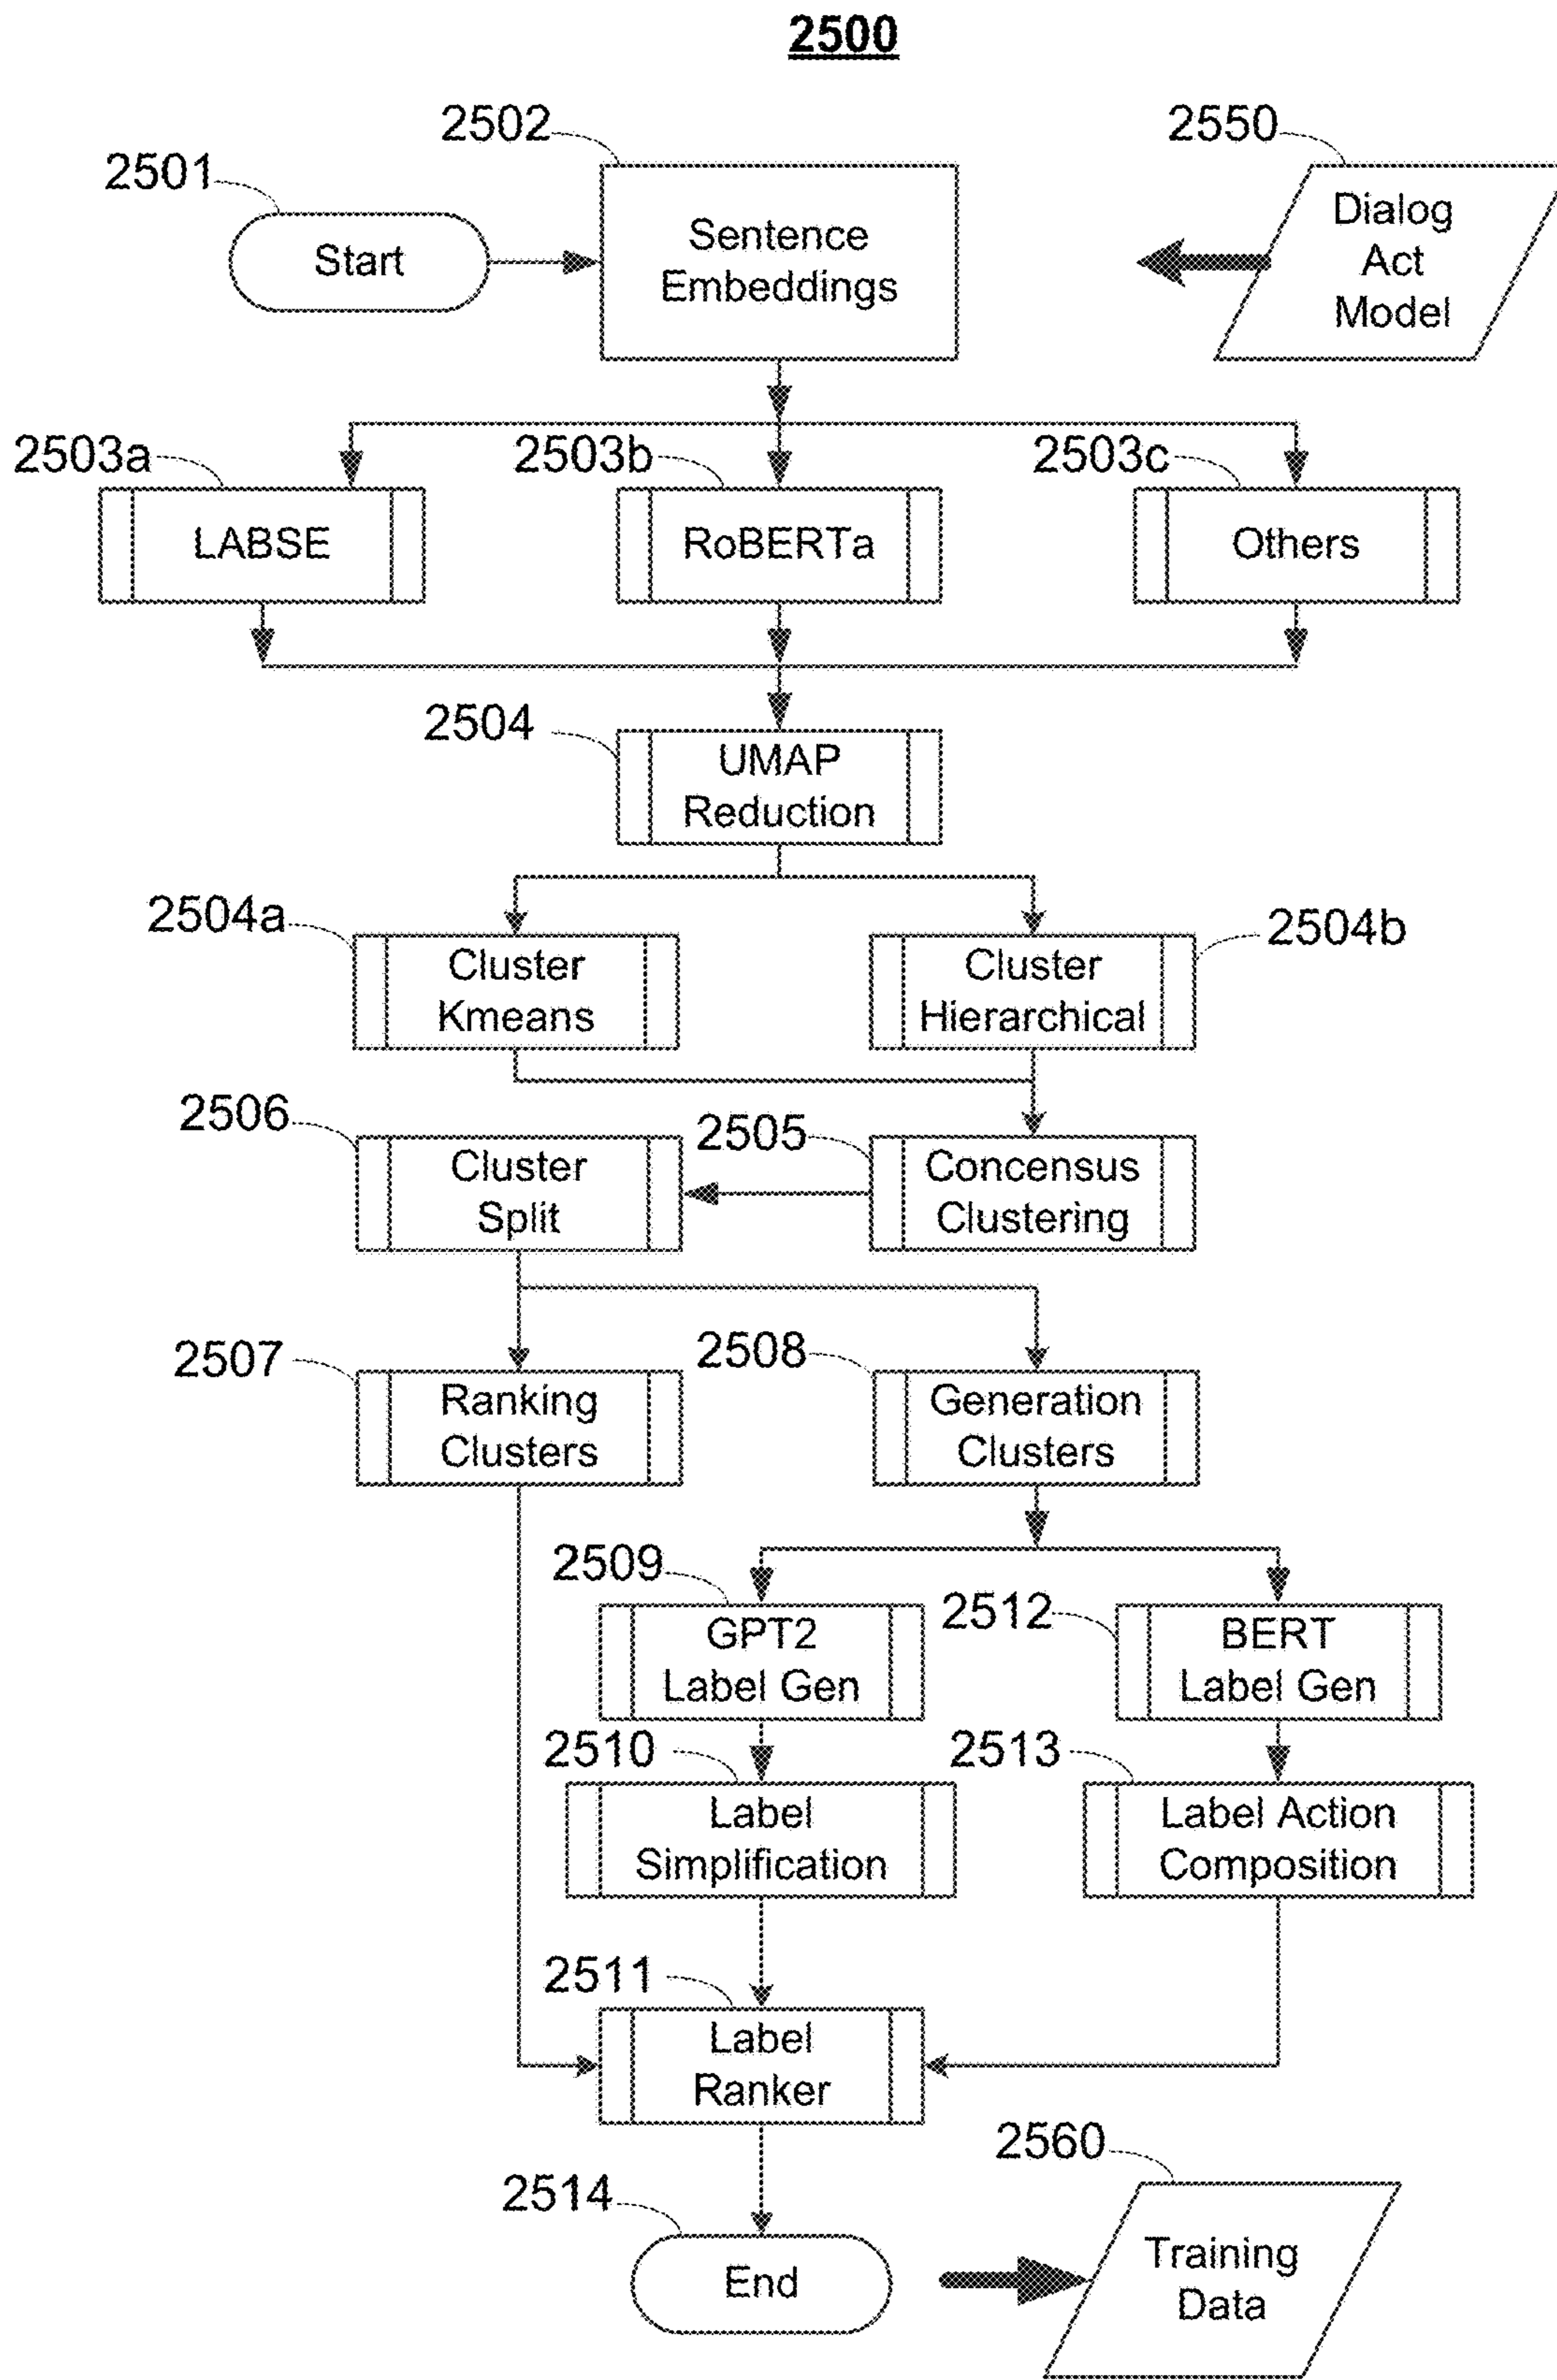 2500
2502
2550
2501
Start
Sentence
Embeddings
Dialog
Act
Model
2503a
2503b
2503c
LABSE
RoBERTa
Others
2504
UMAP
Reduction
2504a
2504b
Cluster
Kmeans
Cluster
Hierarchical
2506
2505
Cluster
Split
Concensus
Clustering
2507
2508
Ranking
Clusters
Generation
Clusters
2509
2512
GPT2
Label Gen
BERT
Label Gen
2510
2513
Label
Simplification
Label Action
Composition
2511
Label
Ranker
2560
2514
End
Training
Data